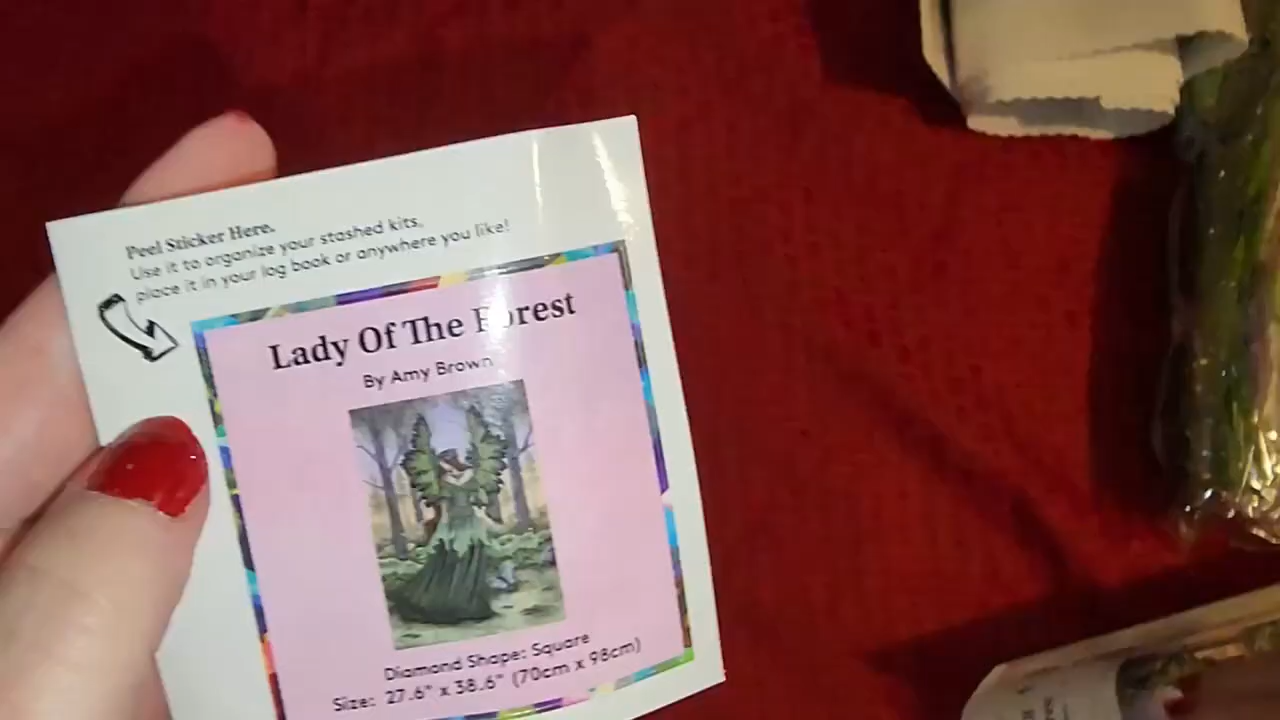 Peel Sticker Here.
Use it to organize your stashed kits,
place it in your log book or anywhere you like!
Lady Of The Forest
By Amy Brown
Diamond Shape: Square
Size: 27.6" x 38.6" (70cm x 98cm)